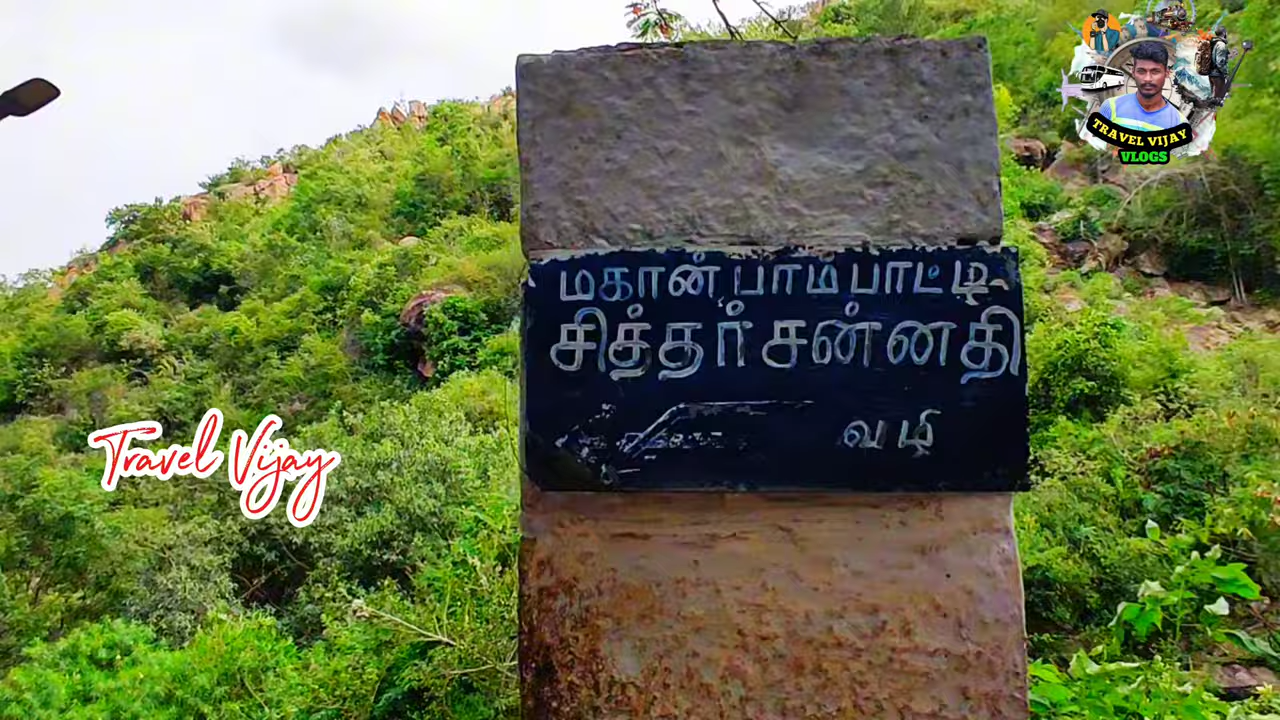 TRAVEL VIJAY
VLOGS
மகான் பாம்பாட்டி
சித்தர் சன்னதி
வழி
Travel Vijay